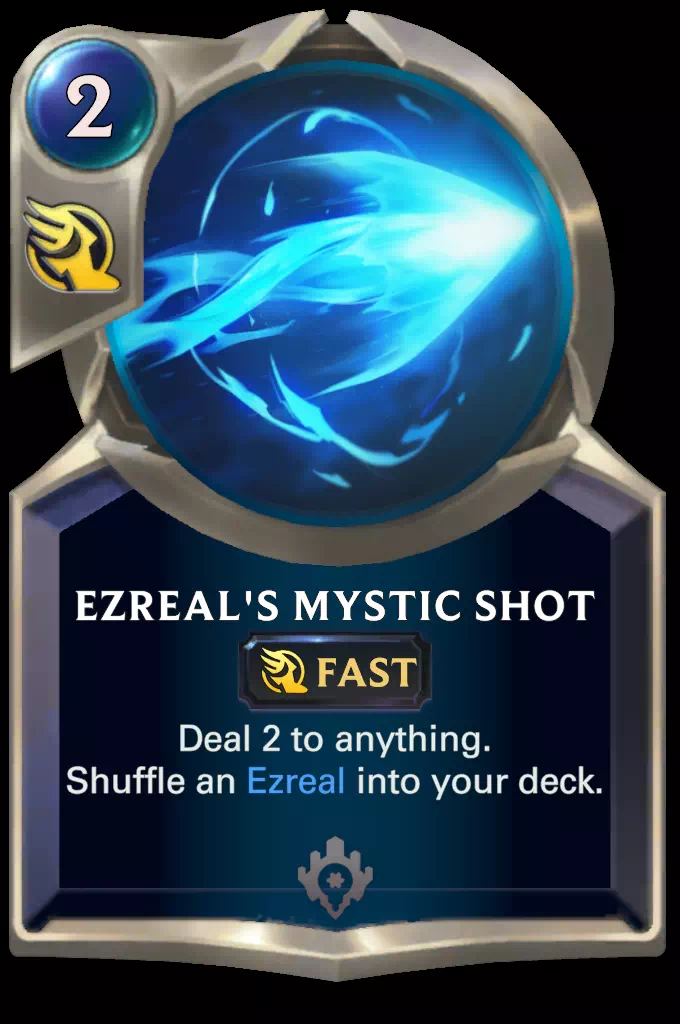 2
EZREAL'S MYSTIC SHOT
FAST
Deal 2 to anything.
Shuffle an Ezreal into your deck.